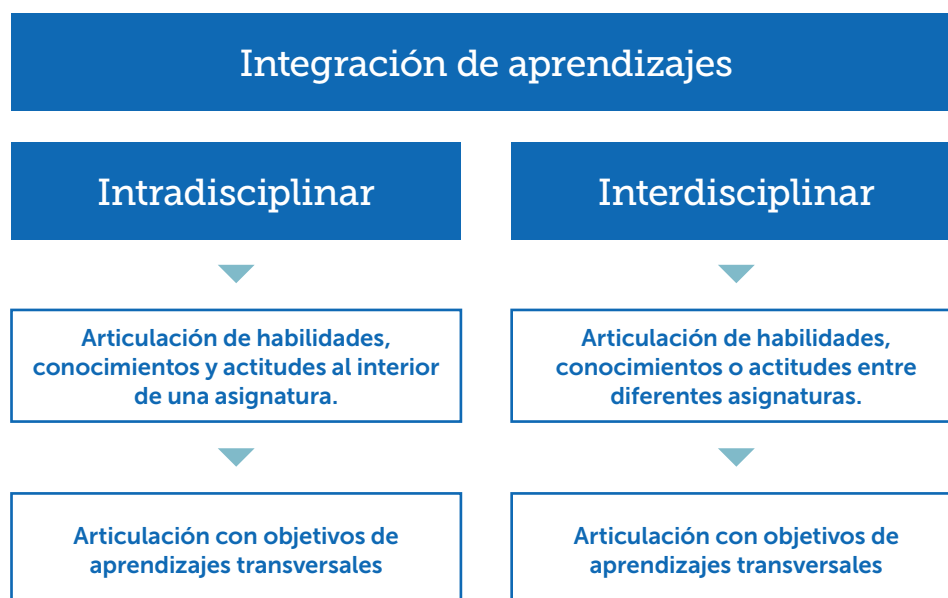 Integración de aprendizajes
Intradisciplinar
Articulación de habilidades,
conocimientos y actitudes al interior
de una asignatura.
Articulación con objetivos de
aprendizajes transversales
Interdisciplinar
Articulación de habilidades,
conocimientos o actitudes entre
diferentes asignaturas.
Articulación con objetivos de
aprendizajes transversales